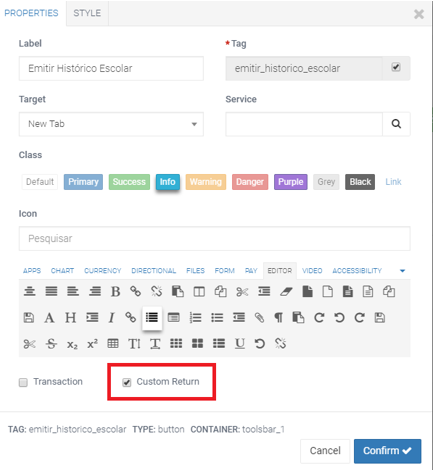 PROPERTIES STYLE
Label *Tag
Emitir Histórico Escolar emitir_historico_escolar
Target Service
New Tab
Class
Default Primary Success Info Warning Danger Purple Grey Black Link
Icon
Pesquisar
APPS CHART CURRENCY DIRECTIONAL FILES FORM PAY EDITOR VIDEO ACCESSIBILITY
Transaction Custom Return
TAG: emitir_historico_escolar TYPE: button CONTAINER: toolsbar_1
Cancel Confirm